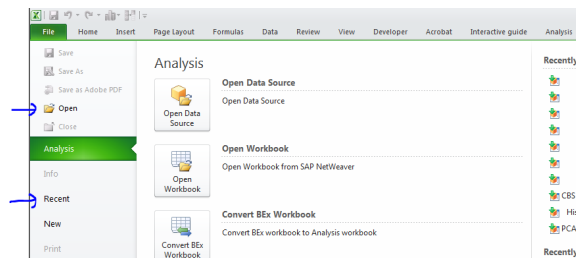 File Home Insert Page Layout Formulas Data Review View Developer Acrobat Interactive guide Analysis
Save
Save As
Save as Adobe PDF
Open
Close
Analysis
Info
Recent
New
Print
Analysis
Open Data Source
Open Data Source
Open Data Source
Open Workbook
Open Workbook from SAP NetWeaver
Open Workbook
Convert BEx Workbook
Convert BEx workbook to Analysis workbook
Convert BEx Workbook
Recently
CBS
His
PCA
Recently